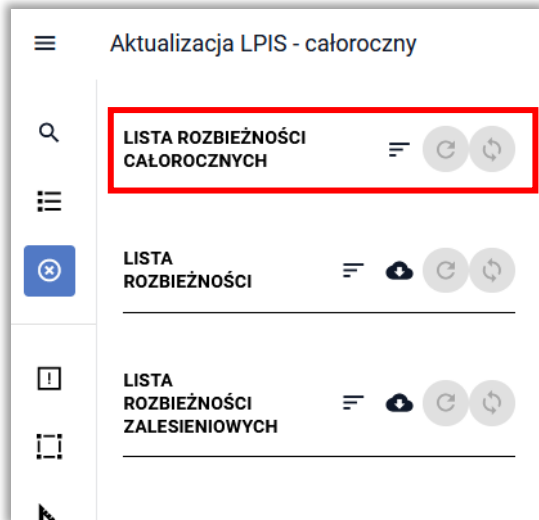 Aktualizacja LPIS - całoroczny
LISTA ROZBIEŻNOŚCI
CAŁOROCZNYCH
LISTA
ROZBIEŻNOŚCI
LISTA
ROZBIEŻNOŚCI
ZALESIENIOWYCH